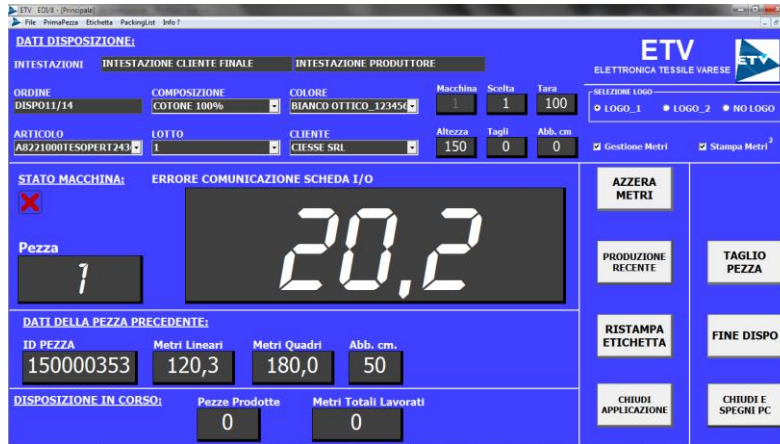 ETV EDI/8 - [Principale]
File PrimaPezza Etichetta PackingList Info ?
DATI DISPOSIZIONE:
INTESTAZIONI INTESTAZIONE CLIENTE FINALE INTESTAZIONE PRODUTTORE
ETV
ELETTRONICA TESSILE VARESE
ETV
ORDINE COMPOSIZIONE COLORE Macchina Scelta Tara
DISPO11/14 COTONE 100% BIANCO OTTICO_123456 1 1 100
SELEZIONE LOGO
LOGO_1 LOGO_2 NO LOGO
ARTICOLO LOTTO CLIENTE Altezza Tagli Abb. cm
A8221000TESOPERT243 1 CIESSE SRL 150 0 0
Gestione Metri Stampa Metri 2
STATO MACCHINA: ERRORE COMUNICAZIONE SCHEDA I/O
20,2
Pezza
1
AZZERA
METRI
PRODUZIONE
RECENTE
TAGLIO
PEZZA
DATI DELLA PEZZA PRECEDENTE:
ID PEZZA Metri Lineari Metri Quadri Abb. cm.
150000353 120,3 180,0 50
RISTAMPA
ETICHETTA
FINE DISPO
DISPOSIZIONE IN CORSO: Pezze Prodotte Metri Totali Lavorati
0 0
CHIUDI
APPLICAZIONE
CHIUDI E
SPEGNI PC